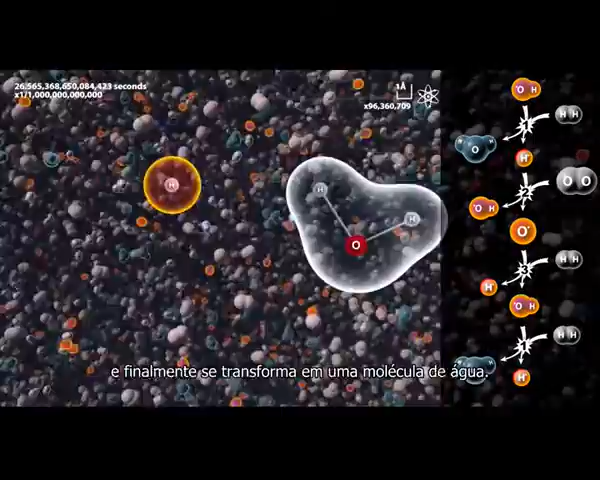 26.565,368,650,084,423 seconds
x1/1,000,000,000,000
1Å
x96,360,709
H
H
H
O
O H
H H
H O H
H•
O O
O H
O•
H H
H•
O H
H H
H•
e finalmente se transforma em uma molécula de água.